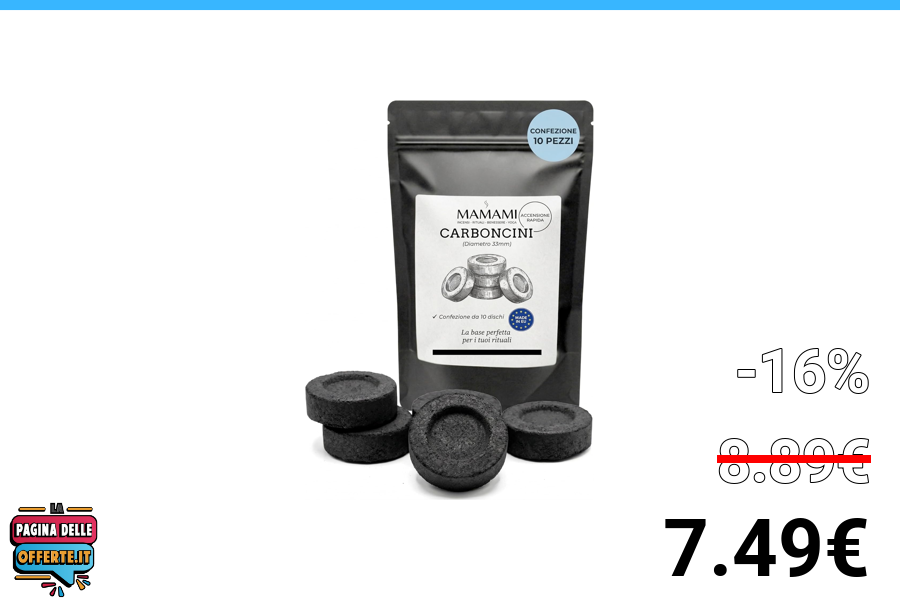 CONFEZIONE
10 PEZZI
MAMAMI
ACCENSIONE
RAPIDA
CARBONCINI
(Diametro 33mm)
✓ Confezione da 10 dischi
MADE
IN EU
La base perfetta
per i tuoi rituali
-16%
8.89€
7.49€
LA
PAGINA DELLE
OFFERTE.IT